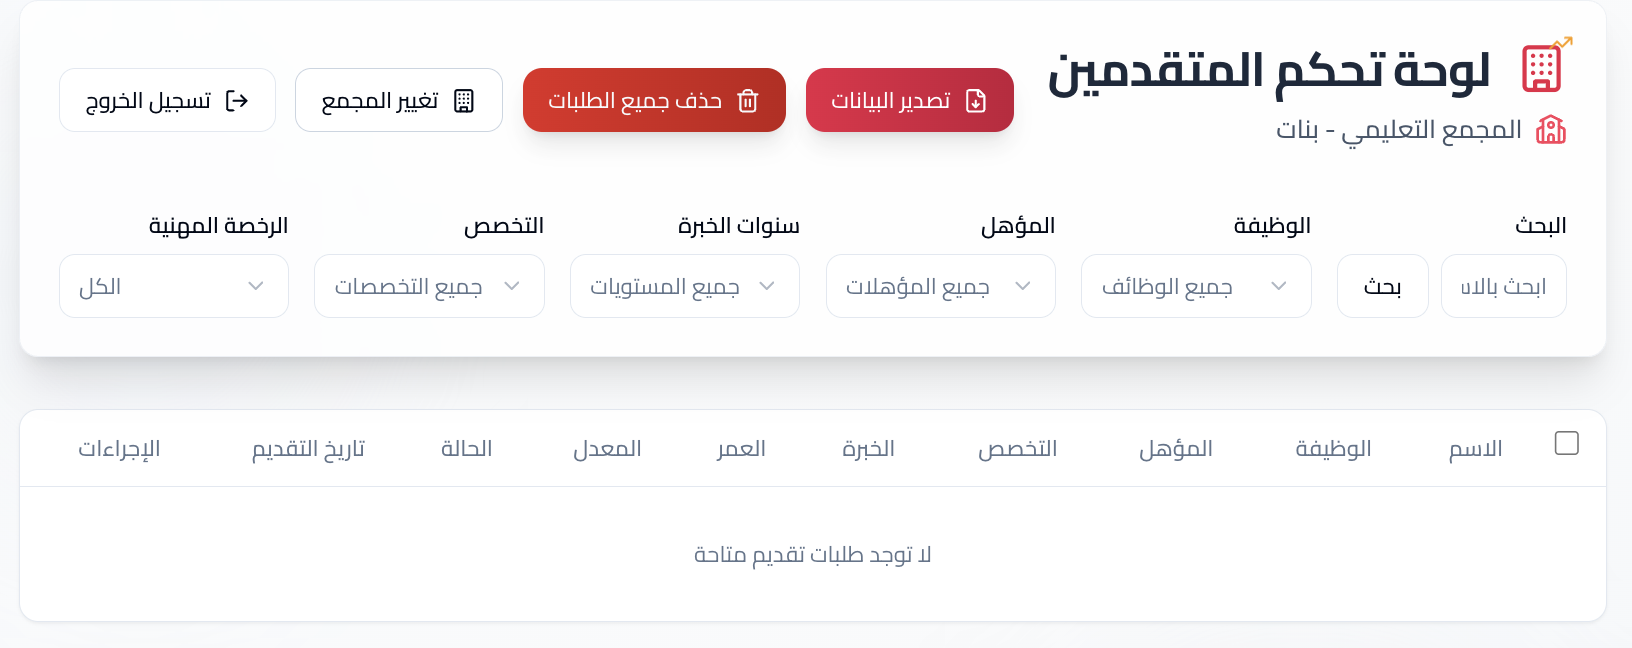 لوحة تحكم المتقدمين
المجمع التعليمي - بنات
تصدير البيانات
حذف جميع الطلبات
تغيير المجمع
تسجيل الخروج
البحث
الوظيفة
المؤهل
سنوات الخبرة
التخصص
الرخصة المهنية
ابحث بالاس
بحث
جميع الوظائف
جميع المؤهلات
جميع المستويات
جميع التخصصات
الكل
الاسم
الوظيفة
المؤهل
التخصص
الخبرة
العمر
المعدل
الحالة
تاريخ التقديم
الإجراءات
لا توجد طلبات تقديم متاحة